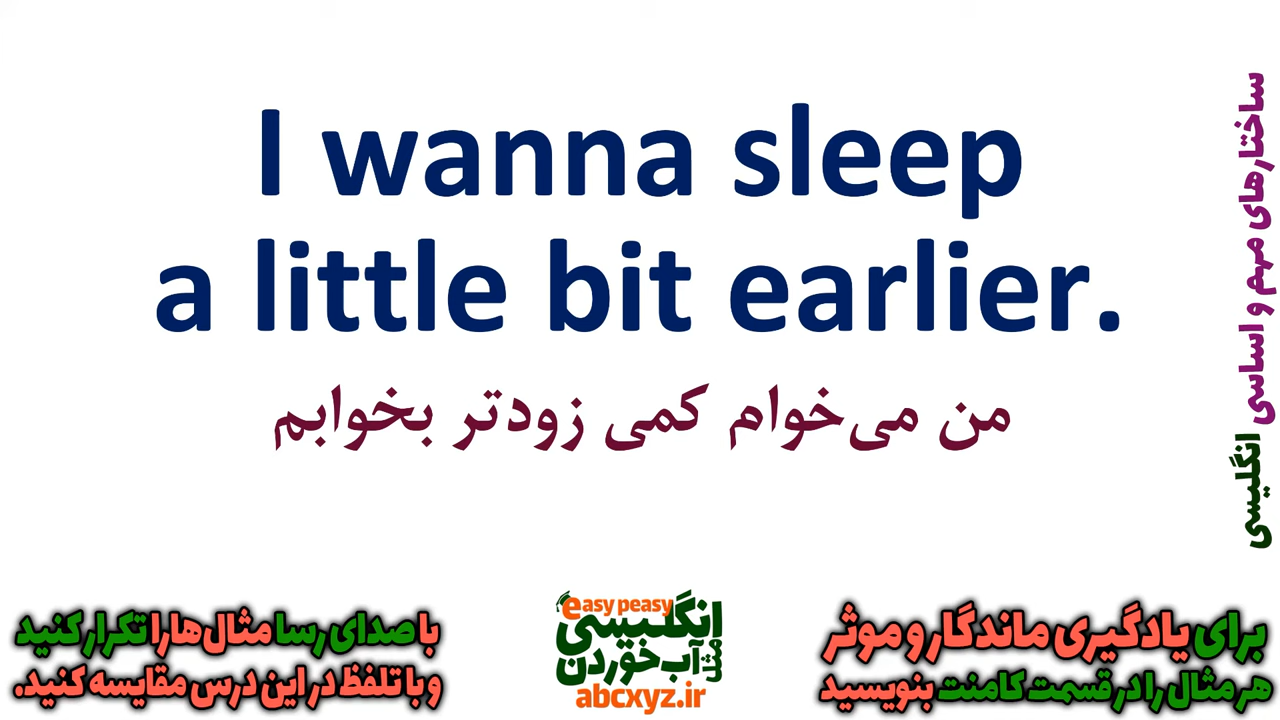 I wanna sleep
a little bit earlier.
من می‌خوام کمی زودتر بخوابم
ساختارهای مهم و اساسی انگلیسی
برای یادگیری ماندگار و موثر
هر مثال را در قسمت کامنت بنویسید
easy peasy
انگلیسی
مثل آب خوردن
abcxyz.ir
با صدای رسا مثال‌ها را تکرار کنید
و با تلفظ در این درس مقایسه کنید.